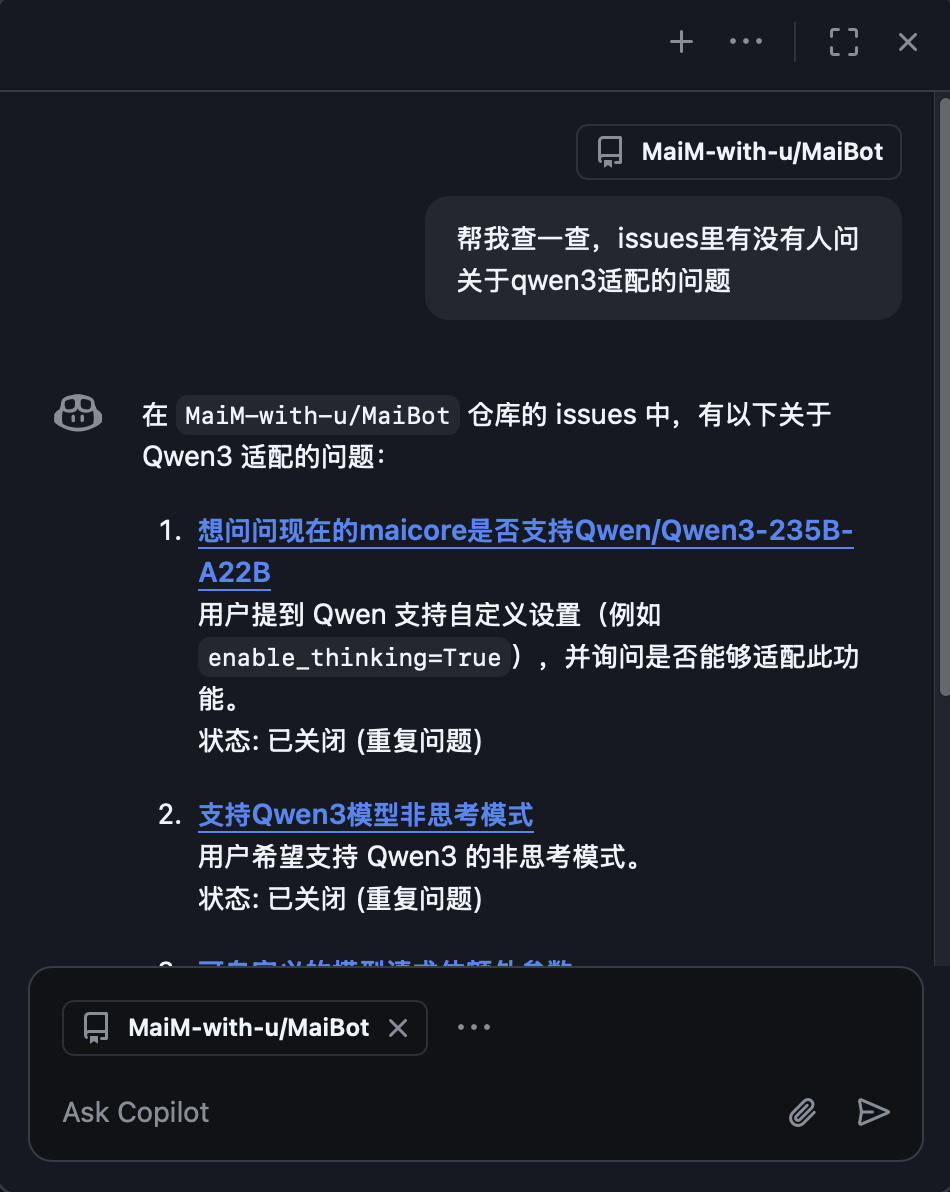 MaiM-with-u/MaiBot
帮我查一查，issues里有没有人问
关于qwen3适配的问题
在 MaiM-with-u/MaiBot 仓库的 issues 中，有以下关于
Qwen3 适配的问题：
1. 想问问现在的maicore是否支持Qwen/Qwen3-235B-
A22B
用户提到 Qwen 支持自定义设置（例如
enable_thinking=True），并询问是否能够适配此功
能。
状态: 已关闭 (重复问题)
2. 支持Qwen3模型非思考模式
用户希望支持 Qwen3 的非思考模式。
状态: 已关闭 (重复问题)
MaiM-with-u/MaiBot
Ask Copilot